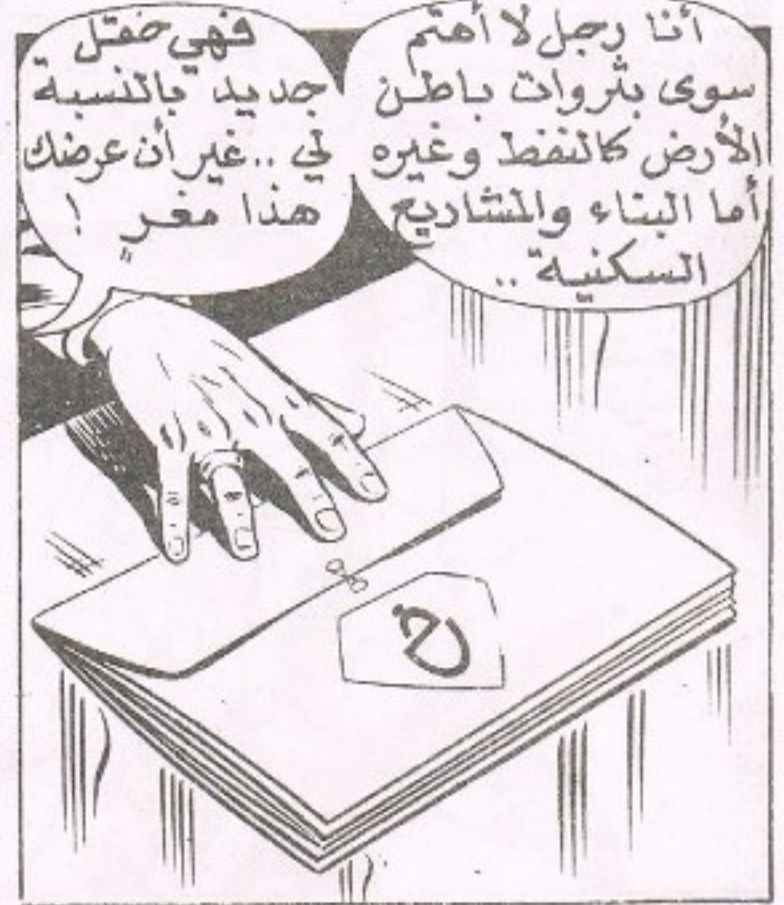 أنا رجل لا أهتم
سوى بثروات باطن
الأرض كالنفط وغيره
أما البناء والمشاريع
السكنية ..
فهي حقل
جديد بالنسبة
لي .. غير أن عرضك
هذا مغرٍ !
خ